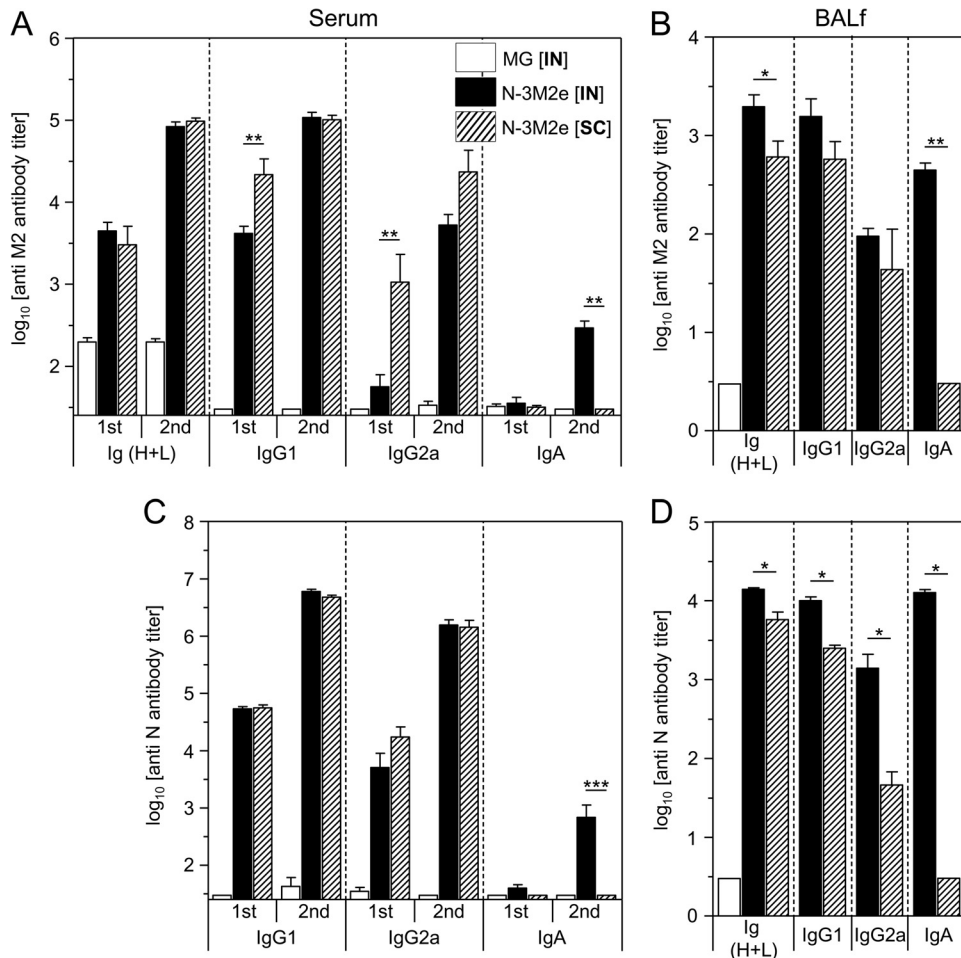 Serum
BALf
A
B
MG [IN]
N-3M2e [IN]
N-3M2e [SC]
log10 [anti M2 antibody titer]
6
5
4
3
2
** ** **
1st 2nd 1st 2nd 1st 2nd 1st 2nd
Ig (H+L) IgG1 IgG2a IgA
log10 [anti M2 antibody titer]
4
3
2
1
0
* **
Ig (H+L) IgG1 IgG2a IgA
C
D
log10 [anti N antibody titer]
8
7
6
5
4
3
2
***
1st 2nd 1st 2nd 1st 2nd
IgG1 IgG2a IgA
log10 [anti N antibody titer]
5
4
3
2
1
0
* * * *
Ig (H+L) IgG1 IgG2a IgA